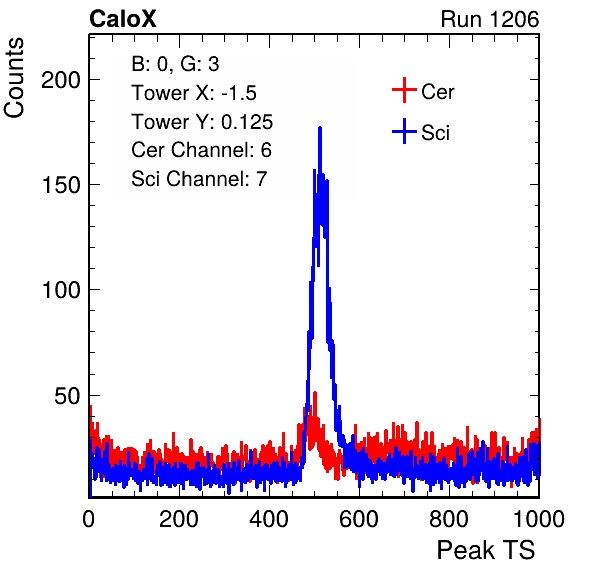 CaloX Run 1206
Counts
B: 0, G: 3
Tower X: -1.5
Tower Y: 0.125
Cer Channel: 6
Sci Channel: 7
Cer
Sci
200
150
100
50
0 200 400 600 800 1000
Peak TS